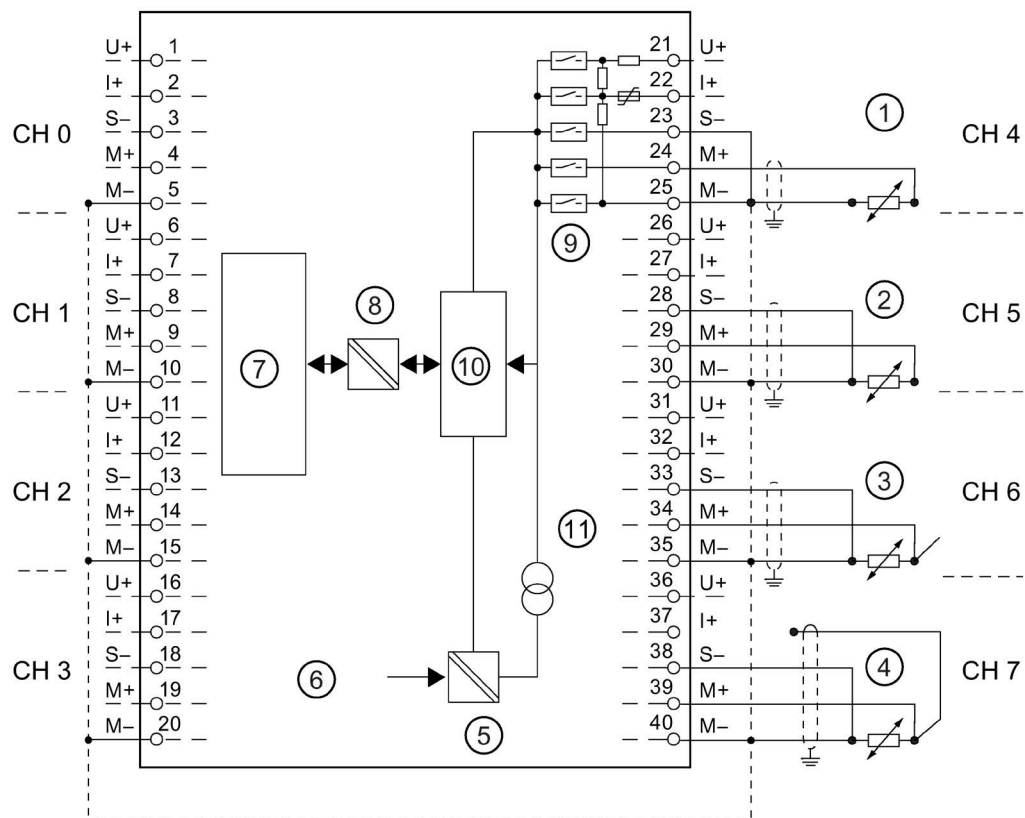 CH 0
U+ 1
I+ 2
S– 3
M+ 4
M– 5
CH 1
U+ 6
I+ 7
S– 8
M+ 9
M– 10
CH 2
U+ 11
I+ 12
S– 13
M+ 14
M– 15
CH 3
U+ 16
I+ 17
S– 18
M+ 19
M– 20
7
8
10
9
11
6
5
21 U+
22 I+
23 S–
24 M+
25 M–
1
CH 4
26 U+
27 I+
28 S–
29 M+
30 M–
2
CH 5
31 U+
32 I+
33 S–
34 M+
35 M–
3
CH 6
36 U+
37 I+
38 S–
39 M+
40 M–
4
CH 7